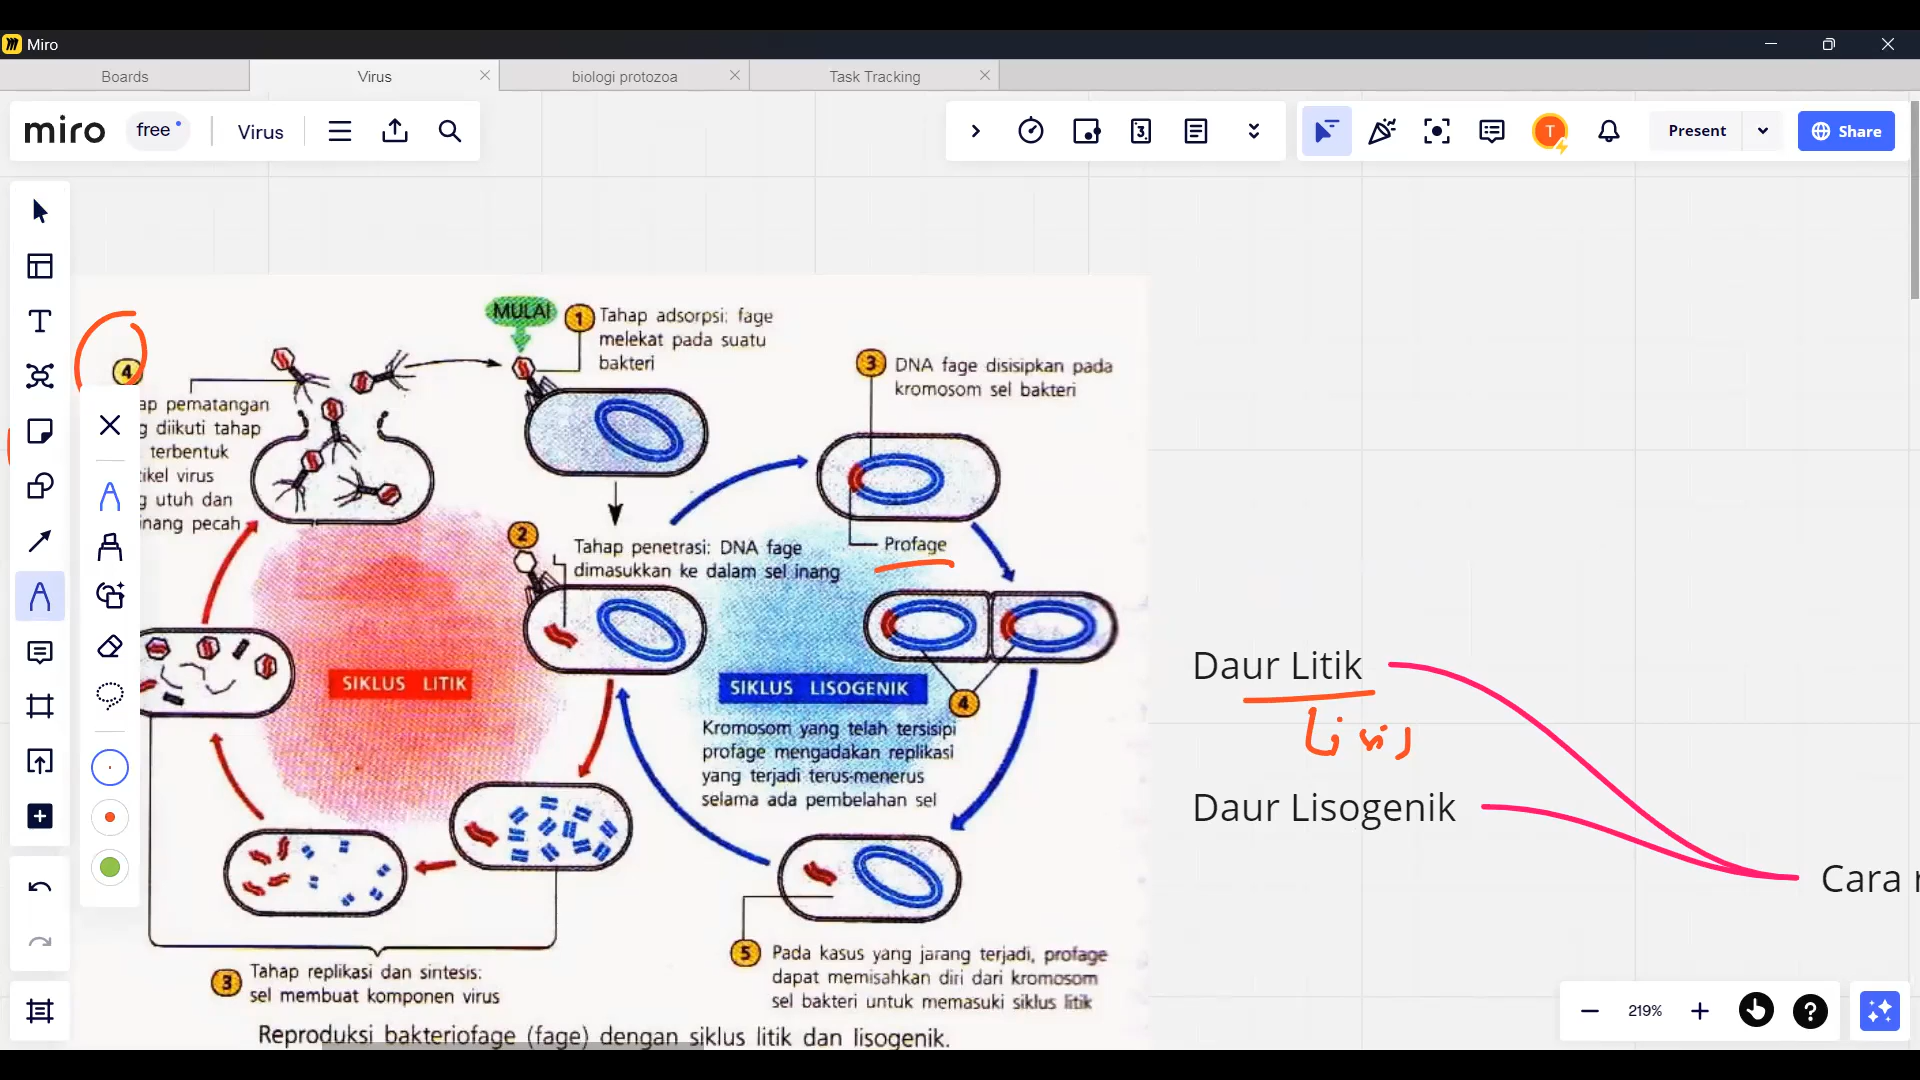 Miro
Boards
Virus
biologi protozoa
Task Tracking
miro
free
Virus
3
T
Present
Share
MULAI
1
Tahap adsorpsi: fage
melekat pada suatu
bakteri
3
DNA fage disisipkan pada
kromosom sel bakteri
4
ap pematangan
g diikuti tahap
terbentuk
ikel virus
g utuh dan
inang pecah
2
Tahap penetrasi: DNA fage
dimasukkan ke dalam sel inang
Profage
SIKLUS LITIK
SIKLUS LISOGENIK
4
Kromosom yang telah tersisipi
profage mengadakan replikasi
yang terjadi terus-menerus
selama ada pembelahan sel
3
Tahap replikasi dan sintesis:
sel membuat komponen virus
5
Pada kasus yang jarang terjadi, profage
dapat memisahkan diri dari kromosom
sel bakteri untuk memasuki siklus litik
Reproduksi bakteriofage (fage) dengan siklus litik dan lisogenik.
Daur Litik
Lisis
Daur Lisogenik
Cara
219%
?